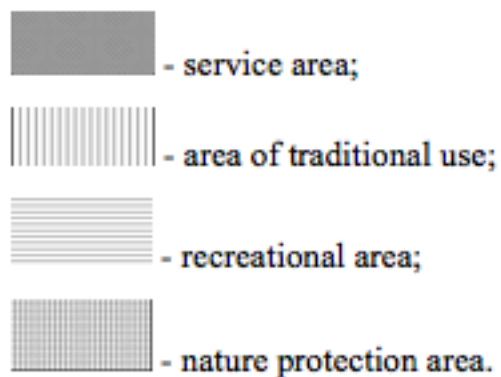 - service area;
- area of traditional use;
- recreational area;
- nature protection area.